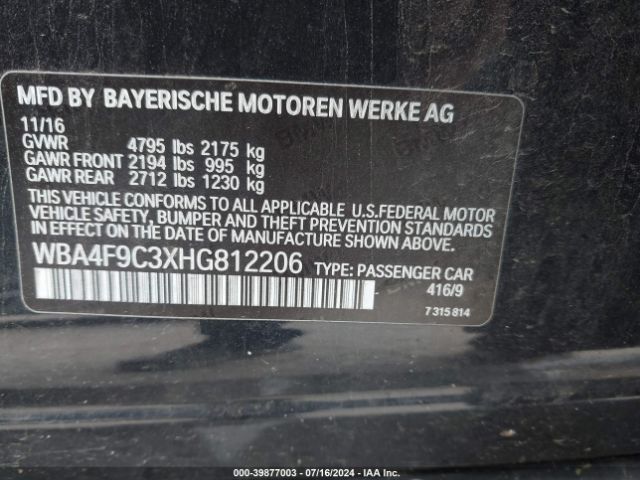 MFD BY BAYERISCHE MOTOREN WERKE AG
11/16
GVWR 4795 lbs 2175 kg
GAWR FRONT 2194 lbs 995 kg
GAWR REAR 2712 lbs 1230 kg
THIS VEHICLE CONFORMS TO ALL APPLICABLE U.S.FEDERAL MOTOR
VEHICLE SAFETY, BUMPER AND THEFT PREVENTION STANDARDS
IN EFFECT ON THE DATE OF MANUFACTURE SHOWN ABOVE.
WBA4F9C3XHG812206 TYPE: PASSENGER CAR
416/9
7 315 814
000-39877003 - 07/16/2024 - IAA Inc.